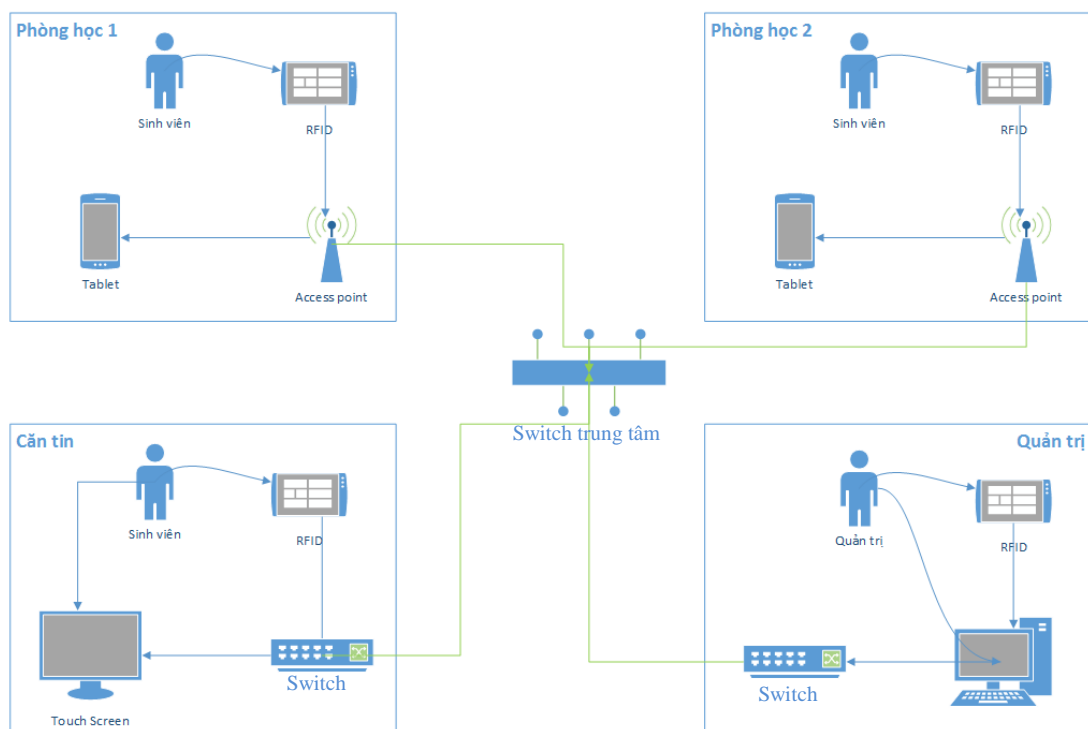 Phòng học 1
Sinh viên
RFID
Tablet
Access point
Phòng học 2
Sinh viên
RFID
Tablet
Access point
Switch trung tâm
Căn tin
Sinh viên
RFID
Switch
Touch Screen
Quản trị
Quản trị
RFID
Switch